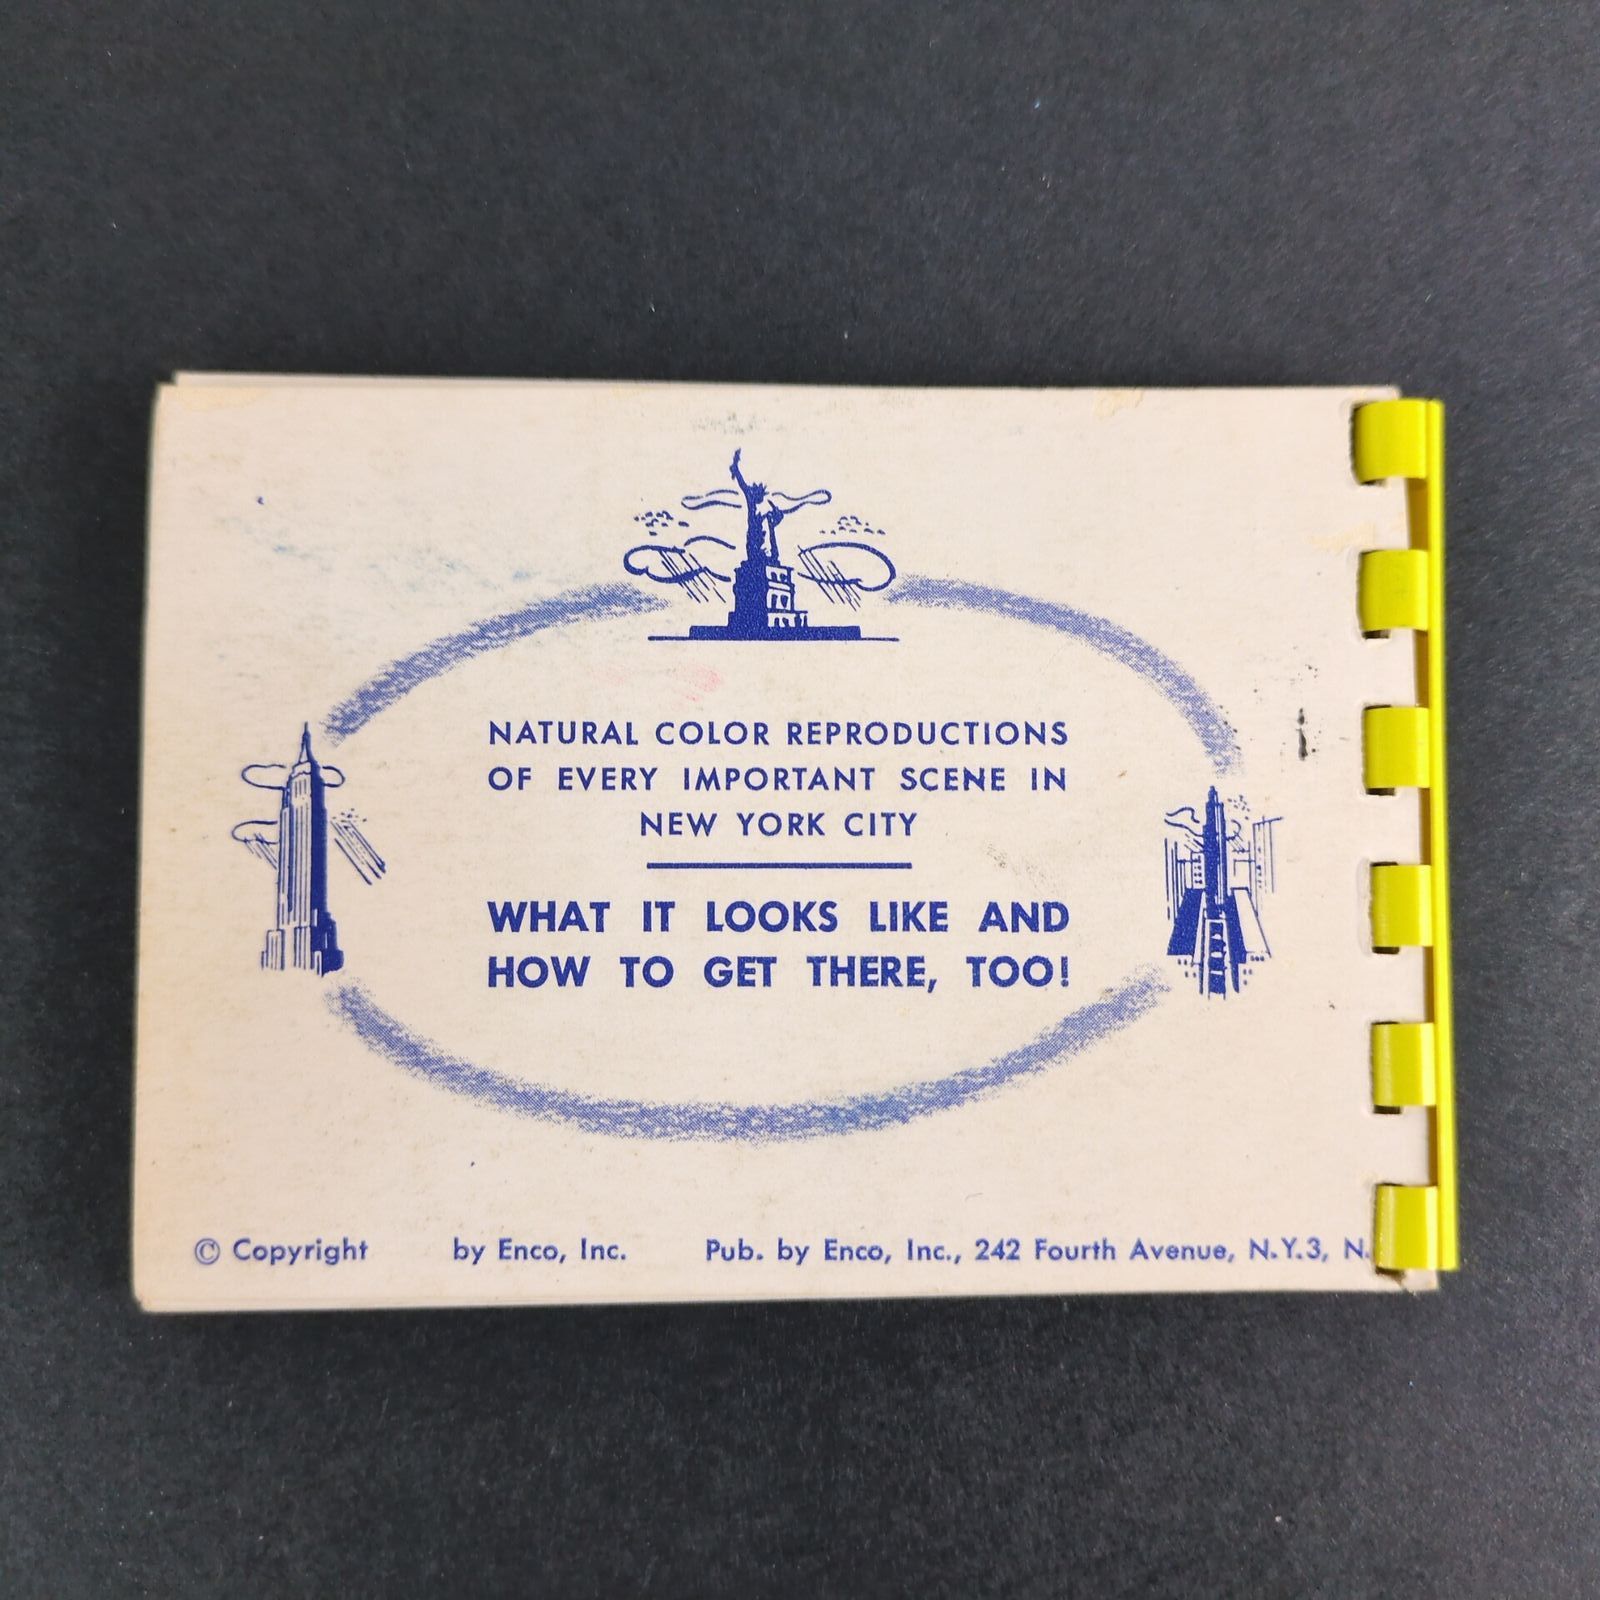 NATURAL COLOR REPRODUCTIONS
OF EVERY IMPORTANT SCENE IN
NEW YORK CITY
WHAT IT LOOKS LIKE AND
HOW TO GET THERE, TOO!
© Copyright by Enco, Inc. Pub. by Enco, Inc., 242 Fourth Avenue, N.Y.3, N.